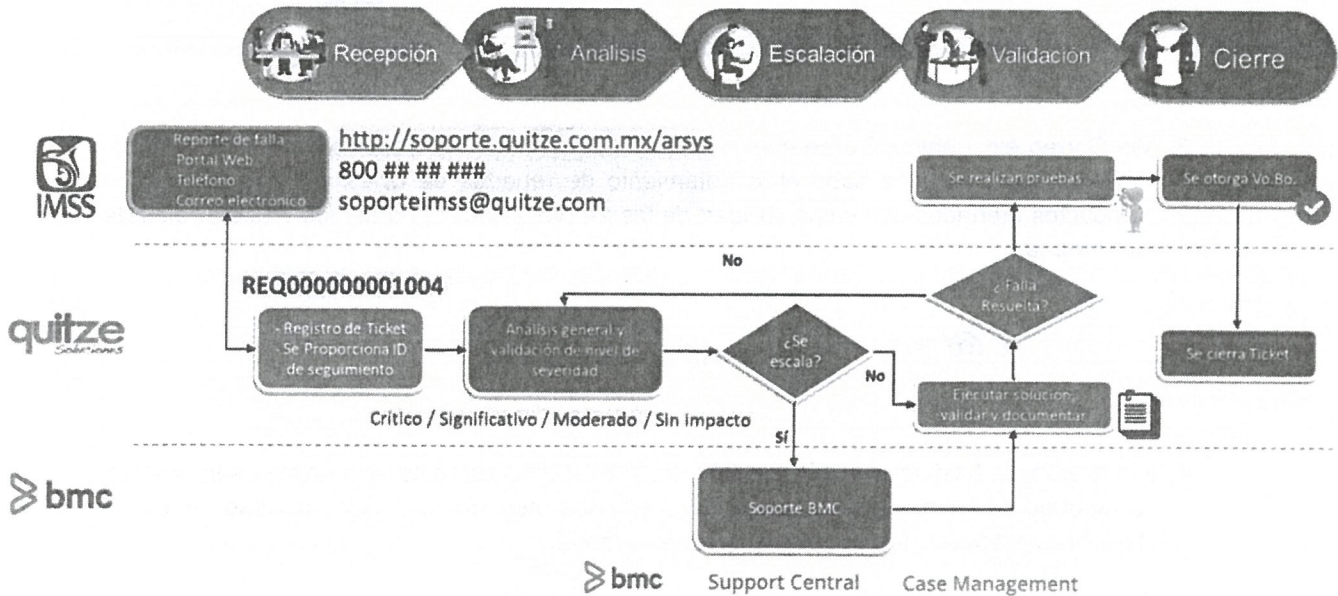 Recepción
Análisis
Escalación
Validación
Cierre
IMSS
Reporte de falla
Portal Web
Teléfono
Correo electrónico
http://soporte.quitze.com.mx/arsys
800 ## ## ###
soporteimss@quitze.com
Se realizan pruebas
Se otorga Vo.Bo.
quitze
Soluciones
REQ000000001004
- Registro de Ticket
- Se Proporciona ID
de seguimiento
Análisis general y
validación de nivel de
severidad
Crítico / Significativo / Moderado / Sin impacto
¿Se
escala?
No
Sí
No
¿Falla
Resuelta?
Ejecutar solución,
validar y documentar
Se cierra Ticket
bmc
Soporte BMC
bmc
Support Central
Case Management